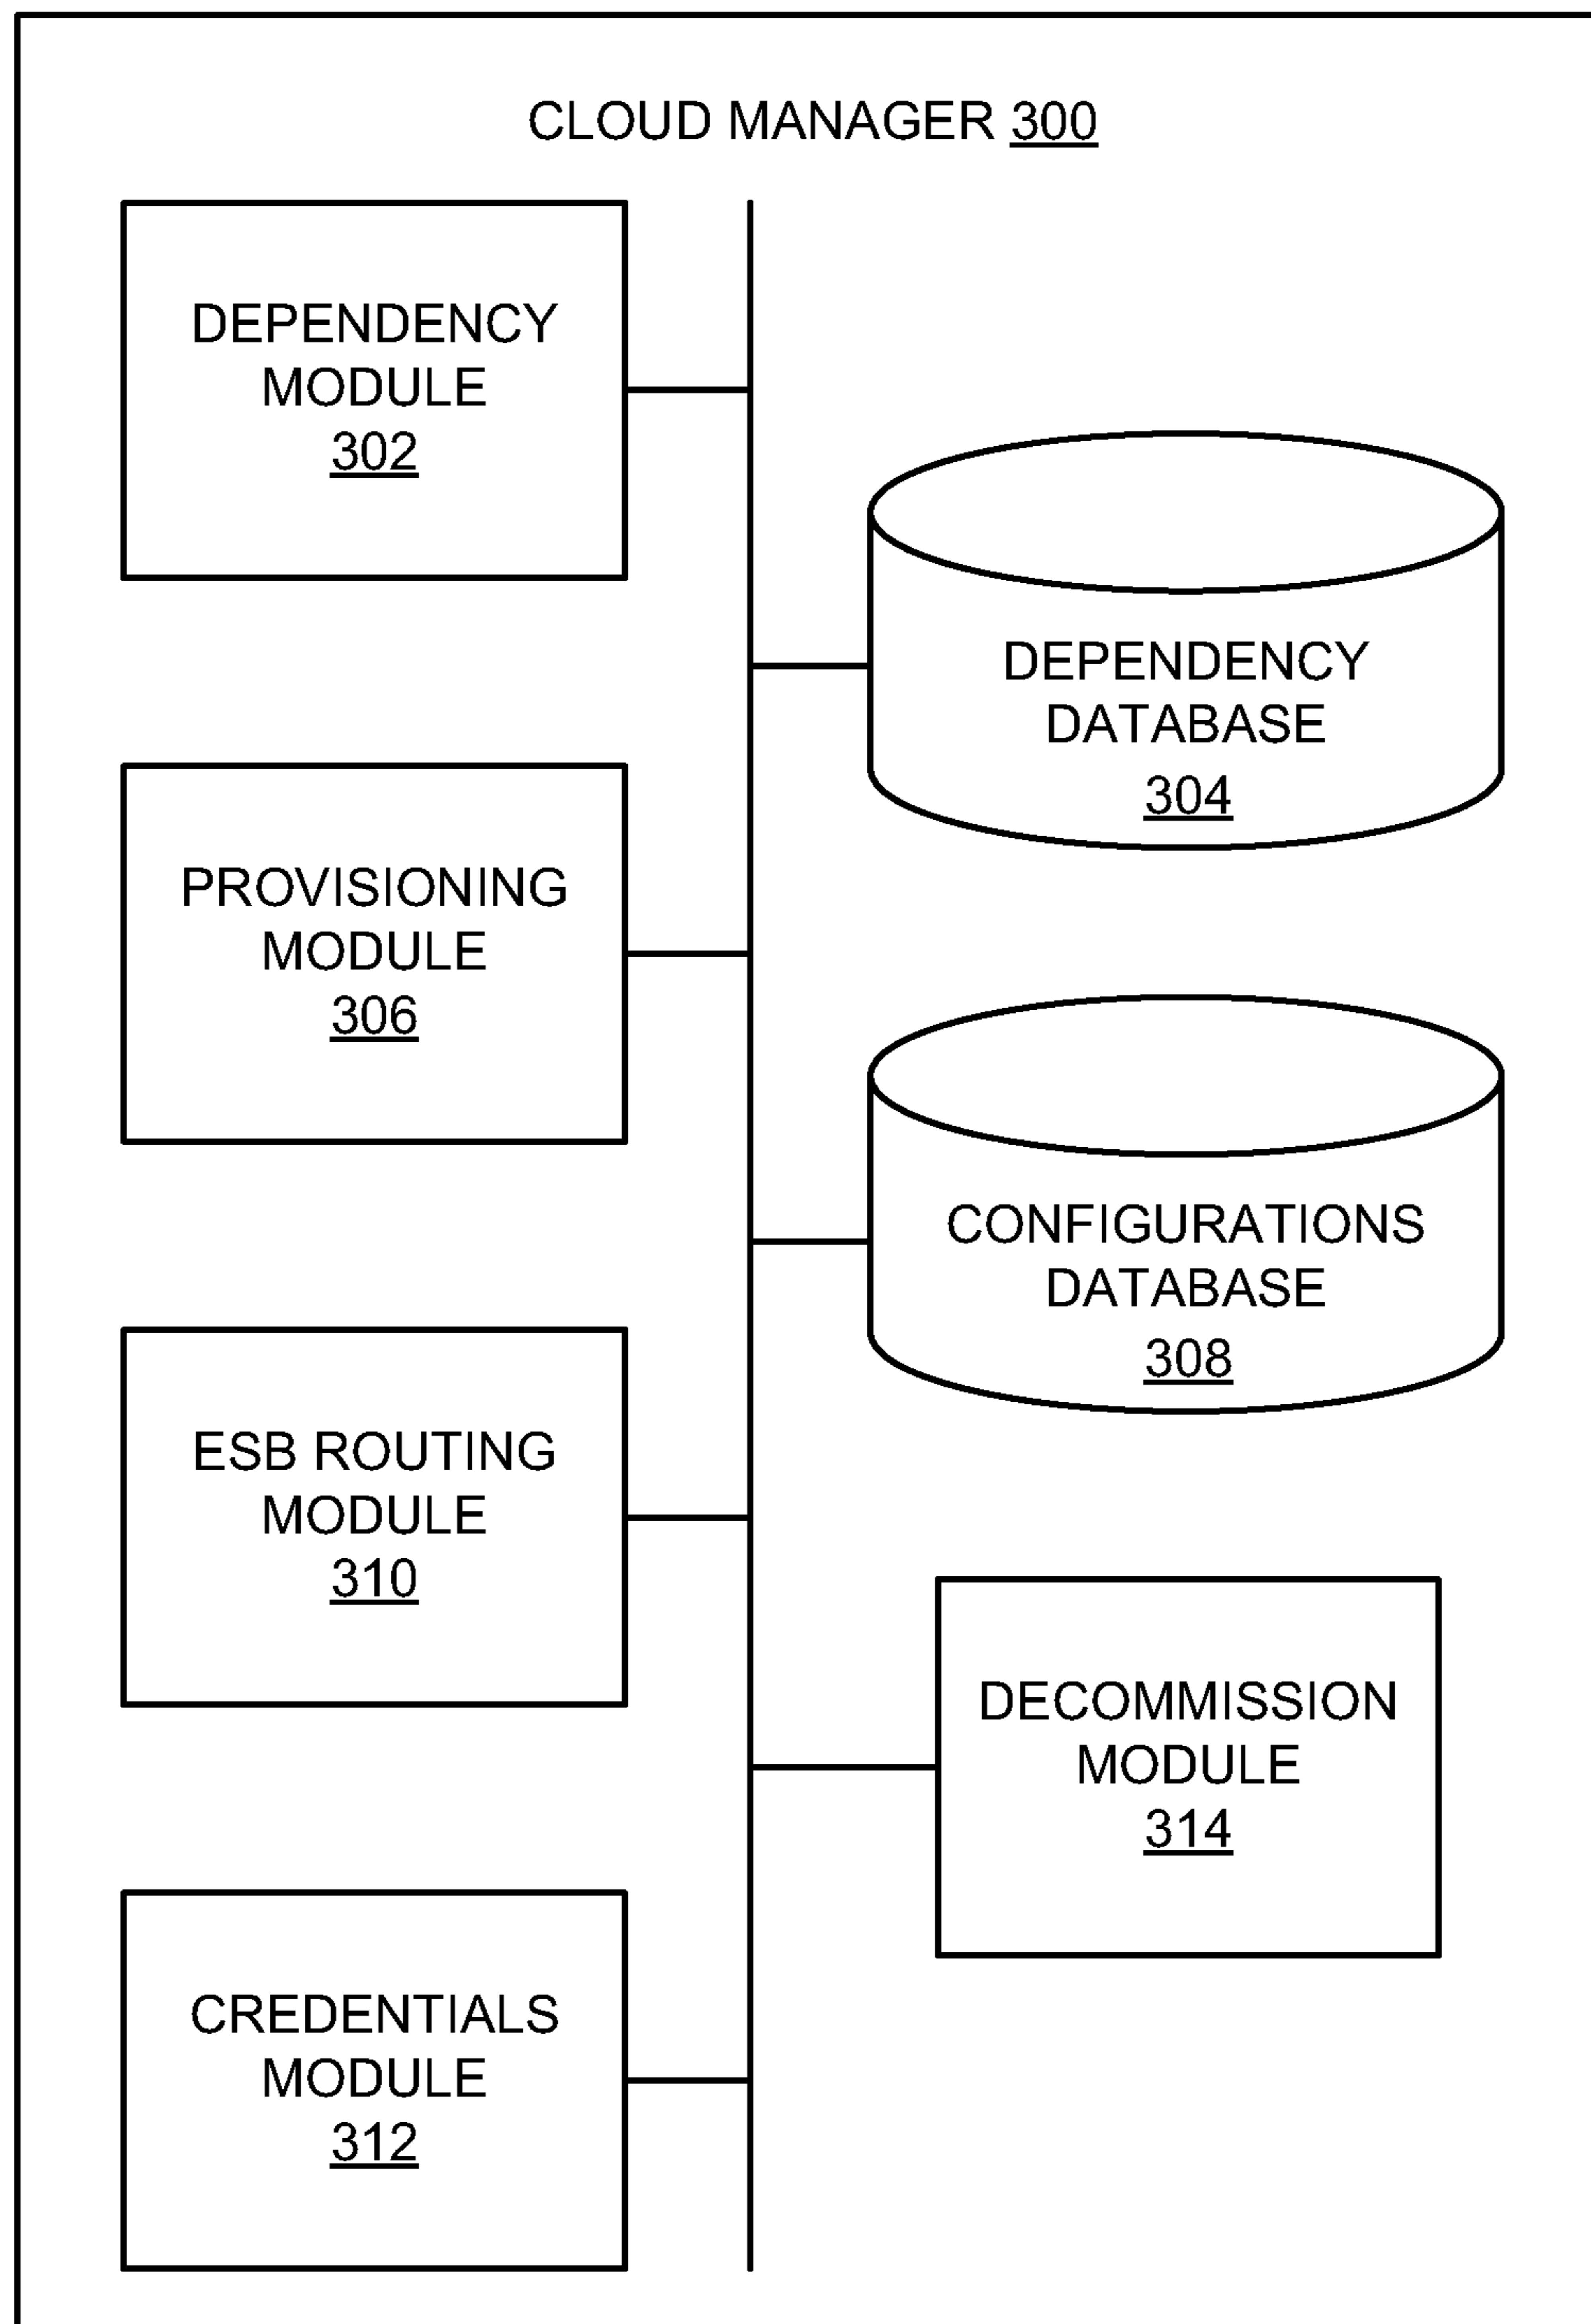 CLOUD MANAGER 300
DEPENDENCY
MODULE
302
DEPENDENCY
DATABASE
304
PROVISIONING
MODULE
306
CONFIGURATIONS
DATABASE
308
ESB ROUTING
MODULE
310
DECOMMISSION
MODULE
314
CREDENTIALS
MODULE
312